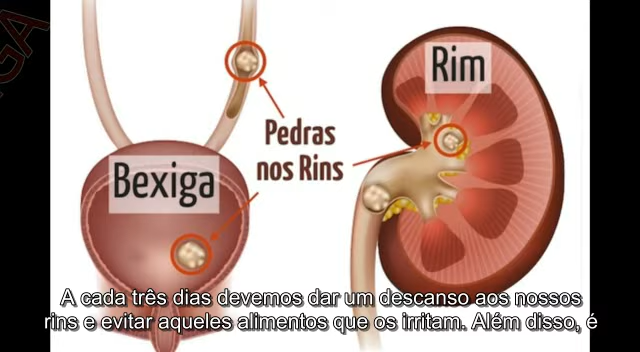 Rim
Pedras
nos Rins
Bexiga
A cada três dias devemos dar um descanso aos nossos
rins e evitar aqueles alimentos que os irritam. Além disso, é